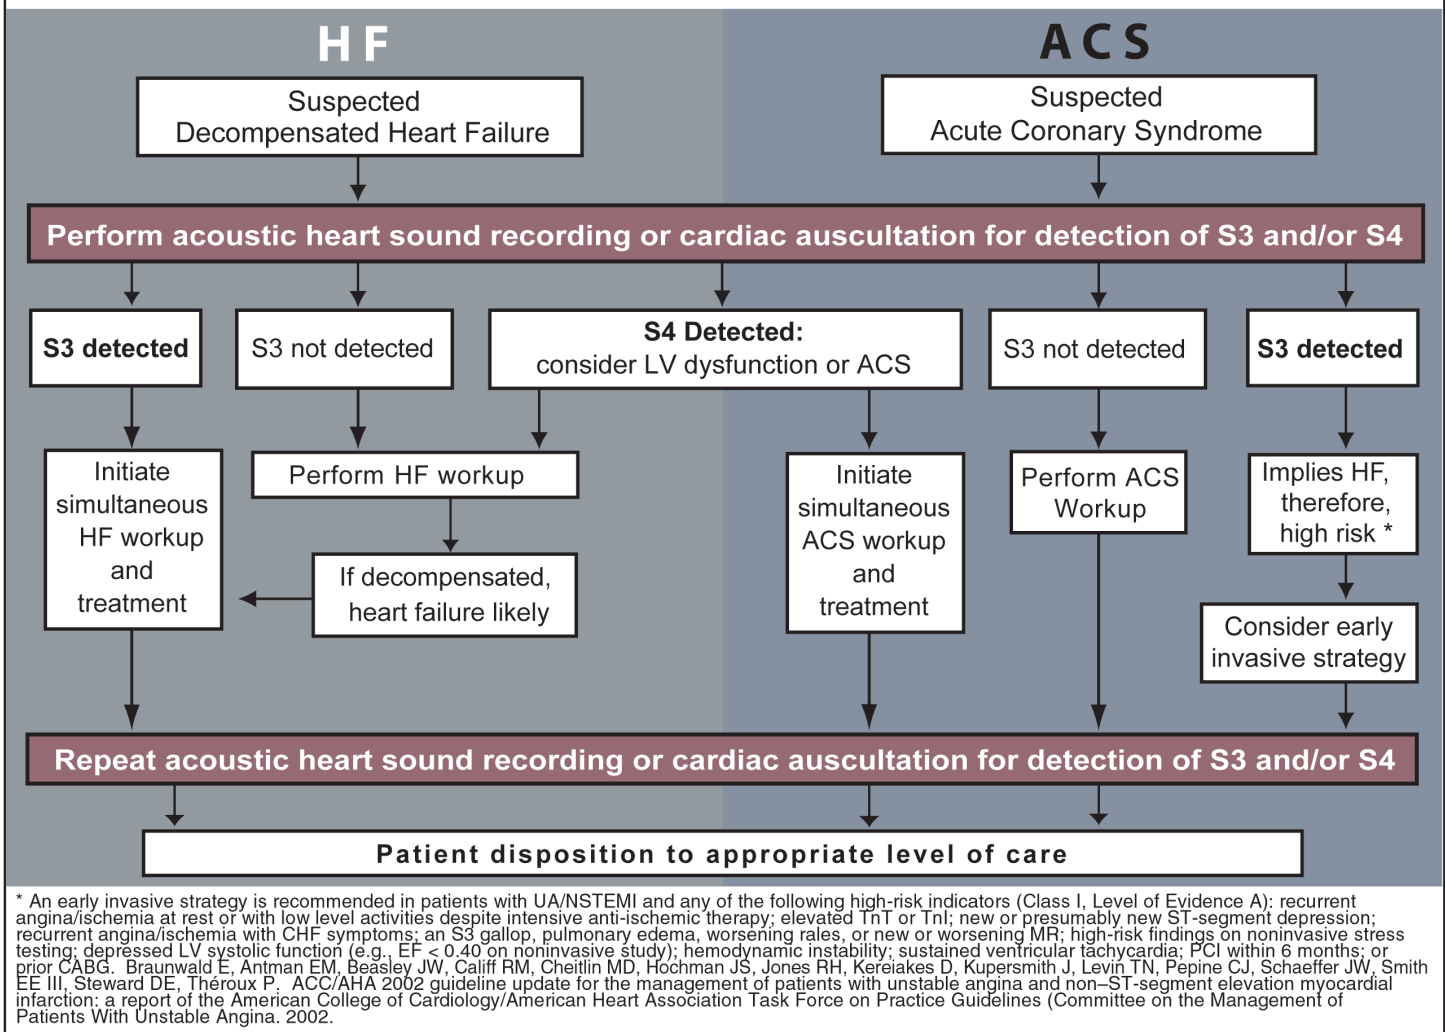 HF
ACS
Suspected
Decompensated Heart Failure
Suspected
Acute Coronary Syndrome
Perform acoustic heart sound recording or cardiac auscultation for detection of S3 and/or S4
S3 detected
S3 not detected
S4 Detected:
consider LV dysfunction or ACS
S3 not detected
S3 detected
Initiate
simultaneous
HF workup
and
treatment
Perform HF workup
If decompensated,
heart failure likely
Initiate
simultaneous
ACS workup
and
treatment
Perform ACS
Workup
Implies HF,
therefore,
high risk *
Consider early
invasive strategy
Repeat acoustic heart sound recording or cardiac auscultation for detection of S3 and/or S4
Patient disposition to appropriate level of care
* An early invasive strategy is recommended in patients with UA/NSTEMI and any of the following high-risk indicators (Class I, Level of Evidence A): recurrent
angina/ischemia at rest or with low level activities despite intensive anti-ischemic therapy; elevated TnT or TnI; new or presumably new ST-segment depression;
recurrent angina/ischemia with CHF symptoms; an S3 gallop, pulmonary edema, worsening rales, or new or worsening MR; high-risk findings on noninvasive stress
testing; depressed LV systolic function (e.g., EF < 0.40 on noninvasive study); hemodynamic instability; sustained ventricular tachycardia; PCI within 6 months; or
prior CABG. Braunwald E, Antman EM, Beasley JW, Califf RM, Cheitlin MD, Hochman JS, Jones RH, Kereiakes D, Kupersmith J, Levin TN, Pepine CJ, Schaeffer JW, Smith
EE III, Steward DE, Théroux P. ACC/AHA 2002 guideline update for the management of patients with unstable angina and non–ST-segment elevation myocardial
infarction: a report of the American College of Cardiology/American Heart Association Task Force on Practice Guidelines (Committee on the Management of
Patients With Unstable Angina. 2002.